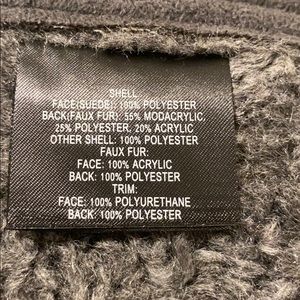 SHELL
FACE(SUEDE): 100% POLYESTER
BACK(FAUX FUR): 55% MODACRYLIC,
25% POLYESTER, 20% ACRYLIC
OTHER SHELL: 100% POLYESTER
FAUX FUR:
FACE: 100% ACRYLIC
BACK: 100% POLYESTER
TRIM:
FACE: 100% POLYURETHANE
BACK: 100% POLYESTER